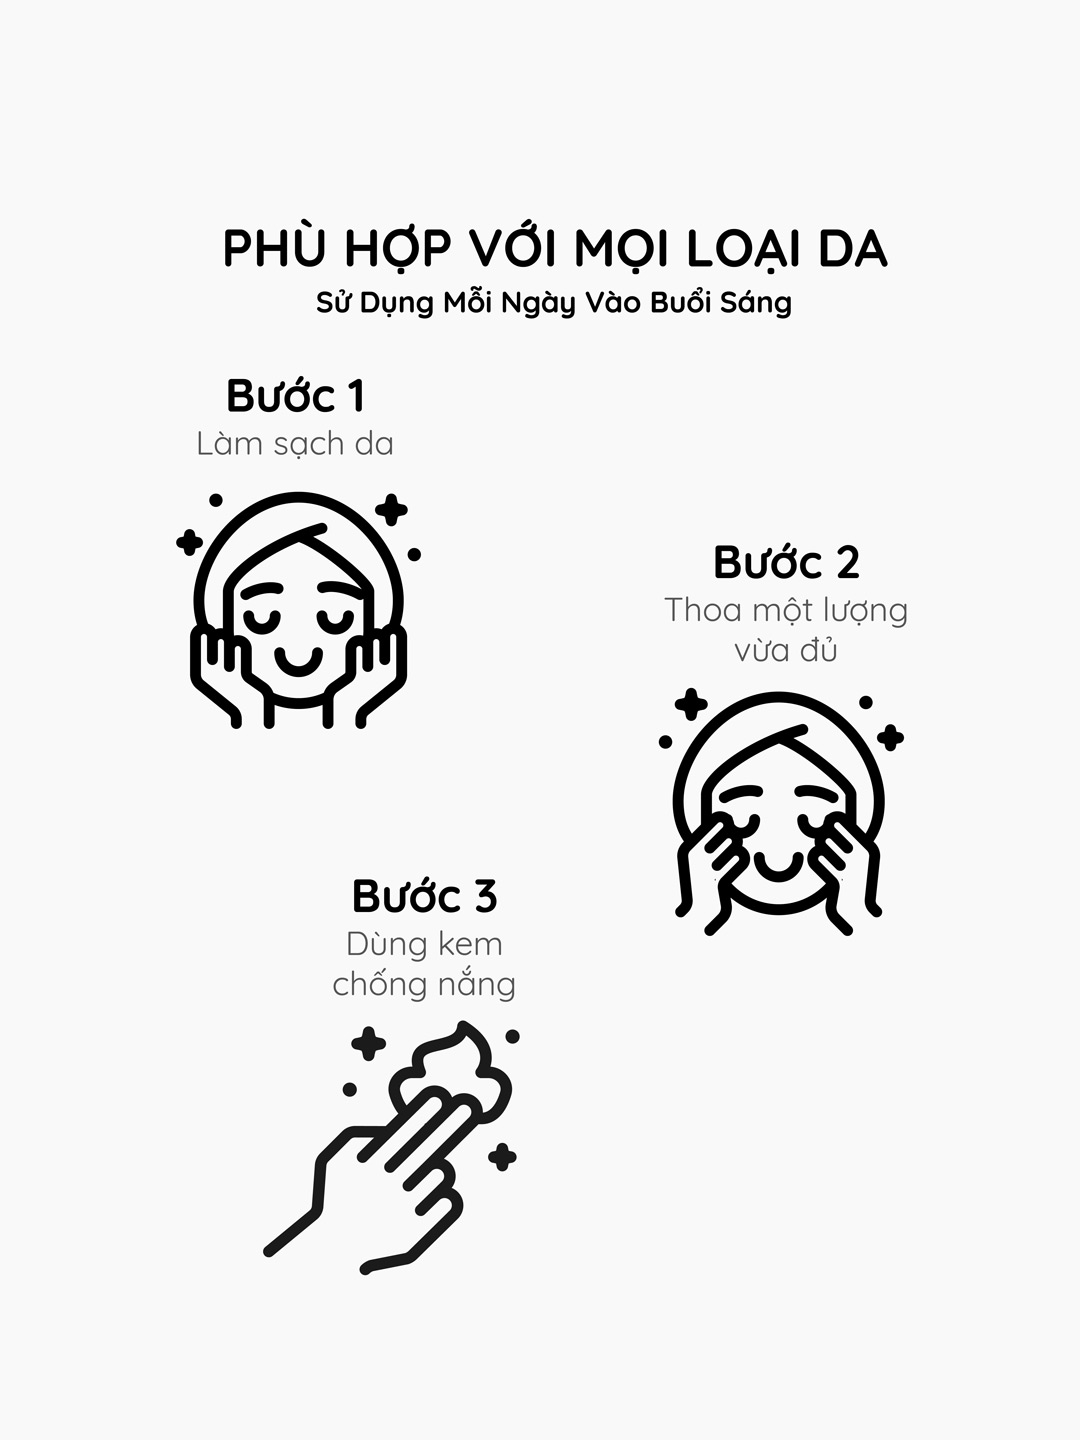 PHÙ HỢP VỚI MỌI LOẠI DA
Sử Dụng Mỗi Ngày Vào Buổi Sáng
Bước 1
Làm sạch da
Bước 2
Thoa một lượng
vừa đủ
Bước 3
Dùng kem
chống nắng